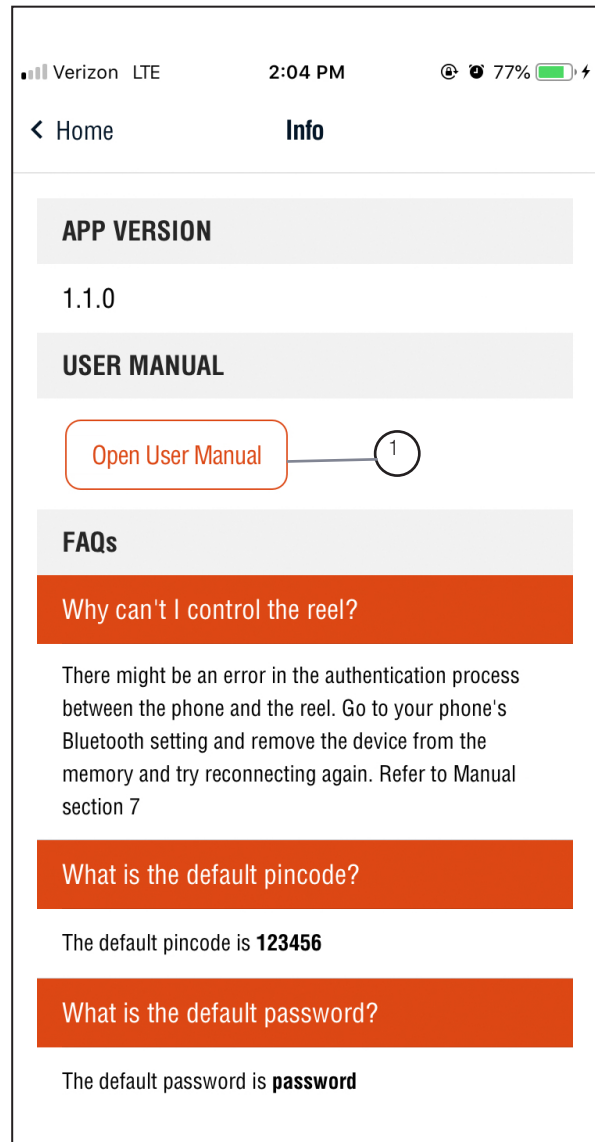 Verizon LTE 2:04 PM 77%
Home Info
APP VERSION
1.1.0
USER MANUAL
Open User Manual 1
FAQs
Why can't I control the reel?
There might be an error in the authentication process
between the phone and the reel. Go to your phone's
Bluetooth setting and remove the device from the
memory and try reconnecting again. Refer to Manual
section 7
What is the default pincode?
The default pincode is 123456
What is the default password?
The default password is password